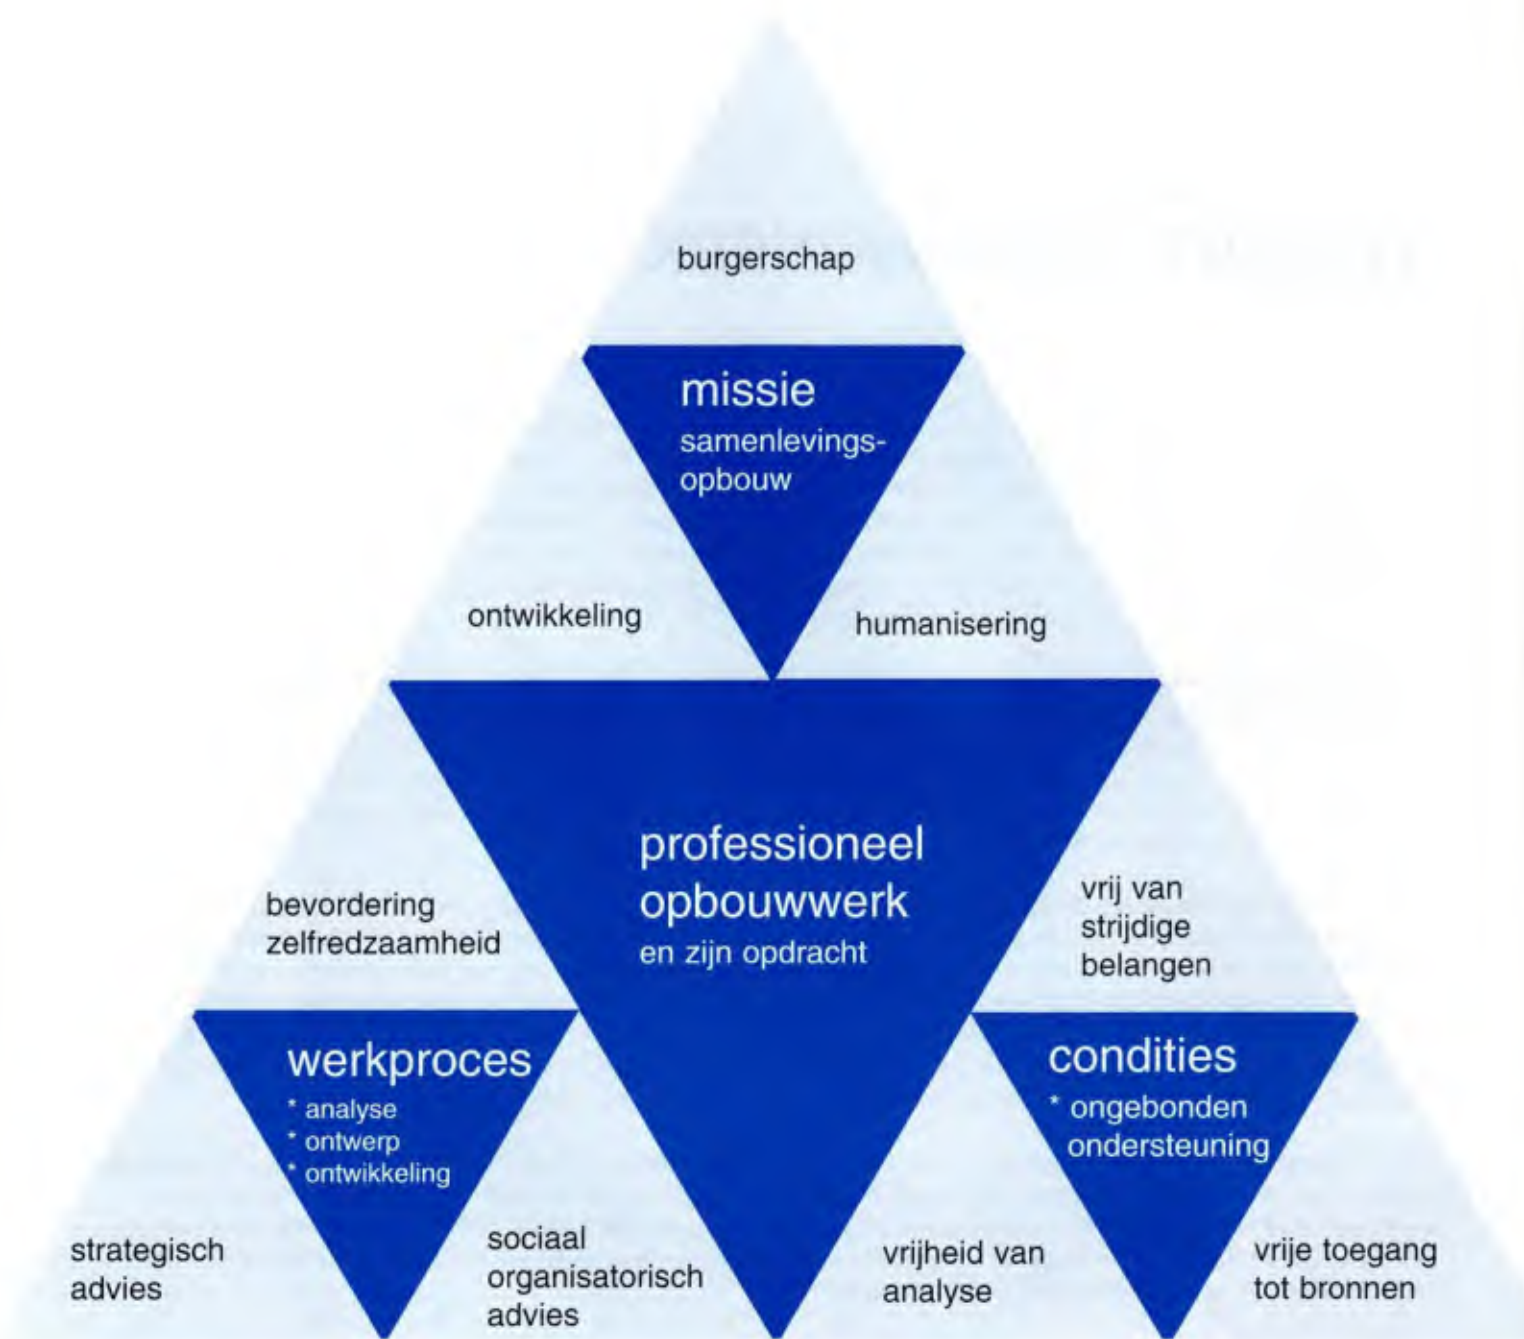 burgerschap
missie
samenlevings-
opbouw
ontwikkeling
humanisering
professioneel
opbouwwerk
en zijn opdracht
bevordering
zelfredzaamheid
vrij van
strijdige
belangen
werkproces
* analyse
* ontwerp
* ontwikkeling
condities
* ongebonden
ondersteuning
strategisch
advies
sociaal
organisatorisch
advies
vrijheid van
analyse
vrije toegang
tot bronnen